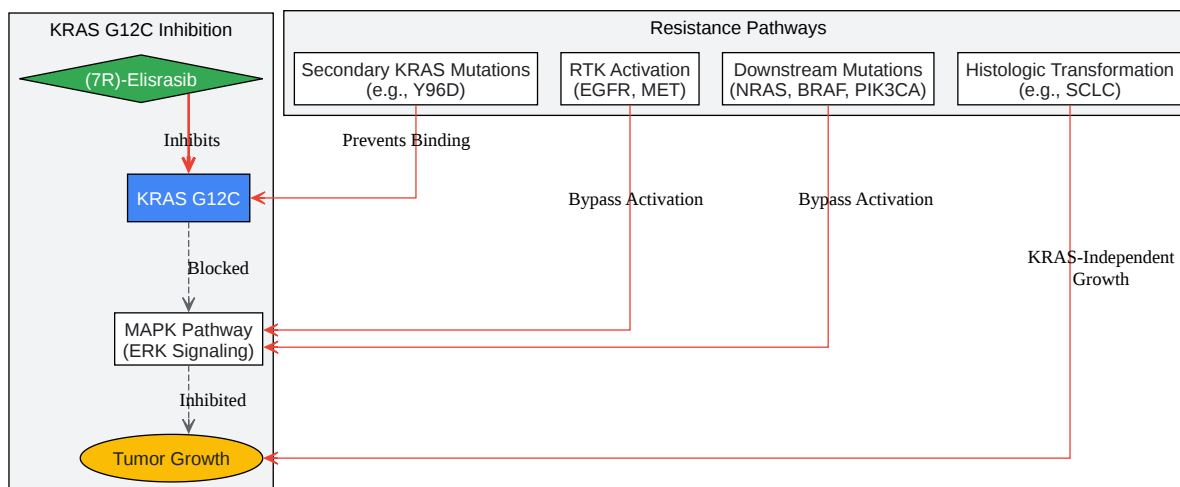 KRAS G12C Inhibition
Resistance Pathways
(7R)-Elisrasib
Secondary KRAS Mutations
(e.g., Y96D)
RTK Activation
(EGFR, MET)
Downstream Mutations
(NRAS, BRAF, PIK3CA)
Histologic Transformation
(e.g., SCLC)
Inhibits
Prevents Binding
KRAS G12C
Bypass Activation
Bypass Activation
Blocked
KRAS-Independent
Growth
MAPK Pathway
(ERK Signaling)
Inhibited
Tumor Growth